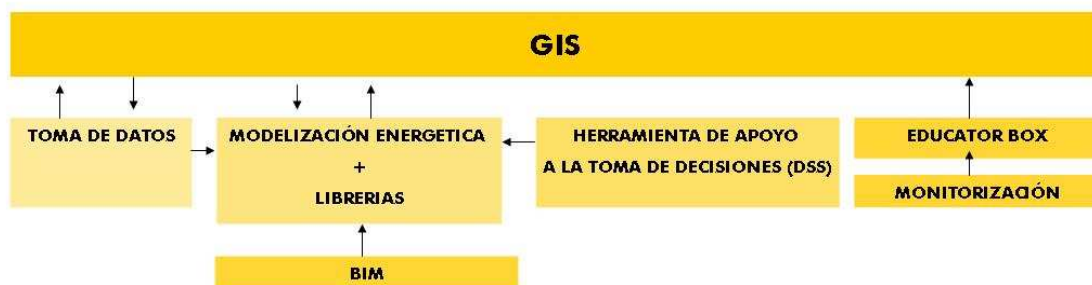 GIS
TOMA DE DATOS
MODELIZACIÓN ENERGETICA
+
LIBRERIAS
HERRAMIENTA DE APOYO
A LA TOMA DE DECISIONES (DSS)
EDUCATOR BOX
MONITORIZACIÓN
BIM